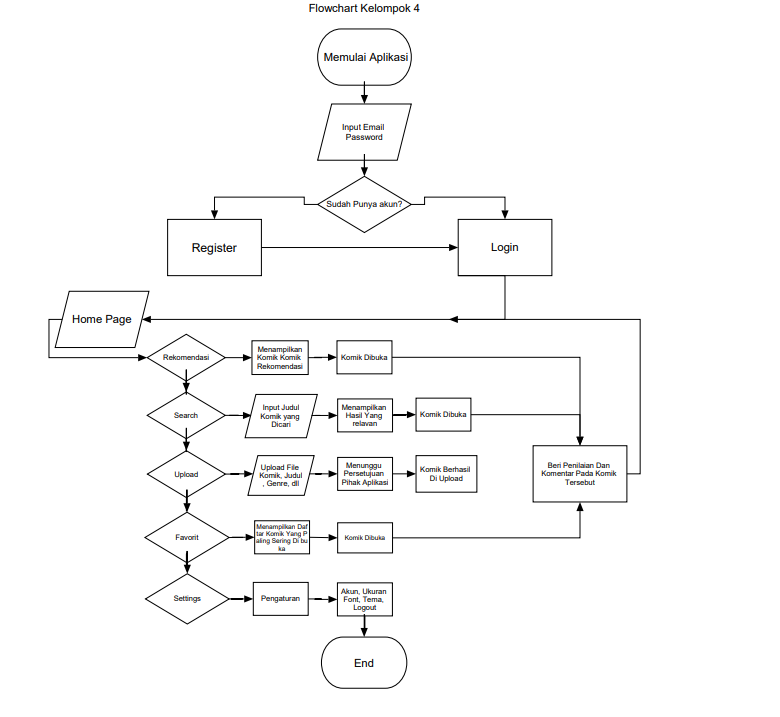 Flowchart Kelompok 4
Memulai Aplikasi
Input Email
Password
Sudah Punya akun?
Register
Login
Home Page
Rekomendasi
Menampilkan
Komik Komik
Rekomendasi
Komik Dibuka
Search
Input Judul
Komik yang
Dicari
Menampilkan
Hasil Yang
relavan
Komik Dibuka
Upload
Upload File
Komik, Judul
, Genre, dll
Menunggu
Persetujuan
Pihak Aplikasi
Komik Berhasil
Di Upload
Beri Penilaian Dan
Komentar Pada Komik
Tersebut
Favorit
Menampilkan Daf
tar Komik Yang P
aling Sering Di bu
ka
Komik Dibuka
Settings
Pengaturan
Akun, Ukuran
Font, Tema,
Logout
End